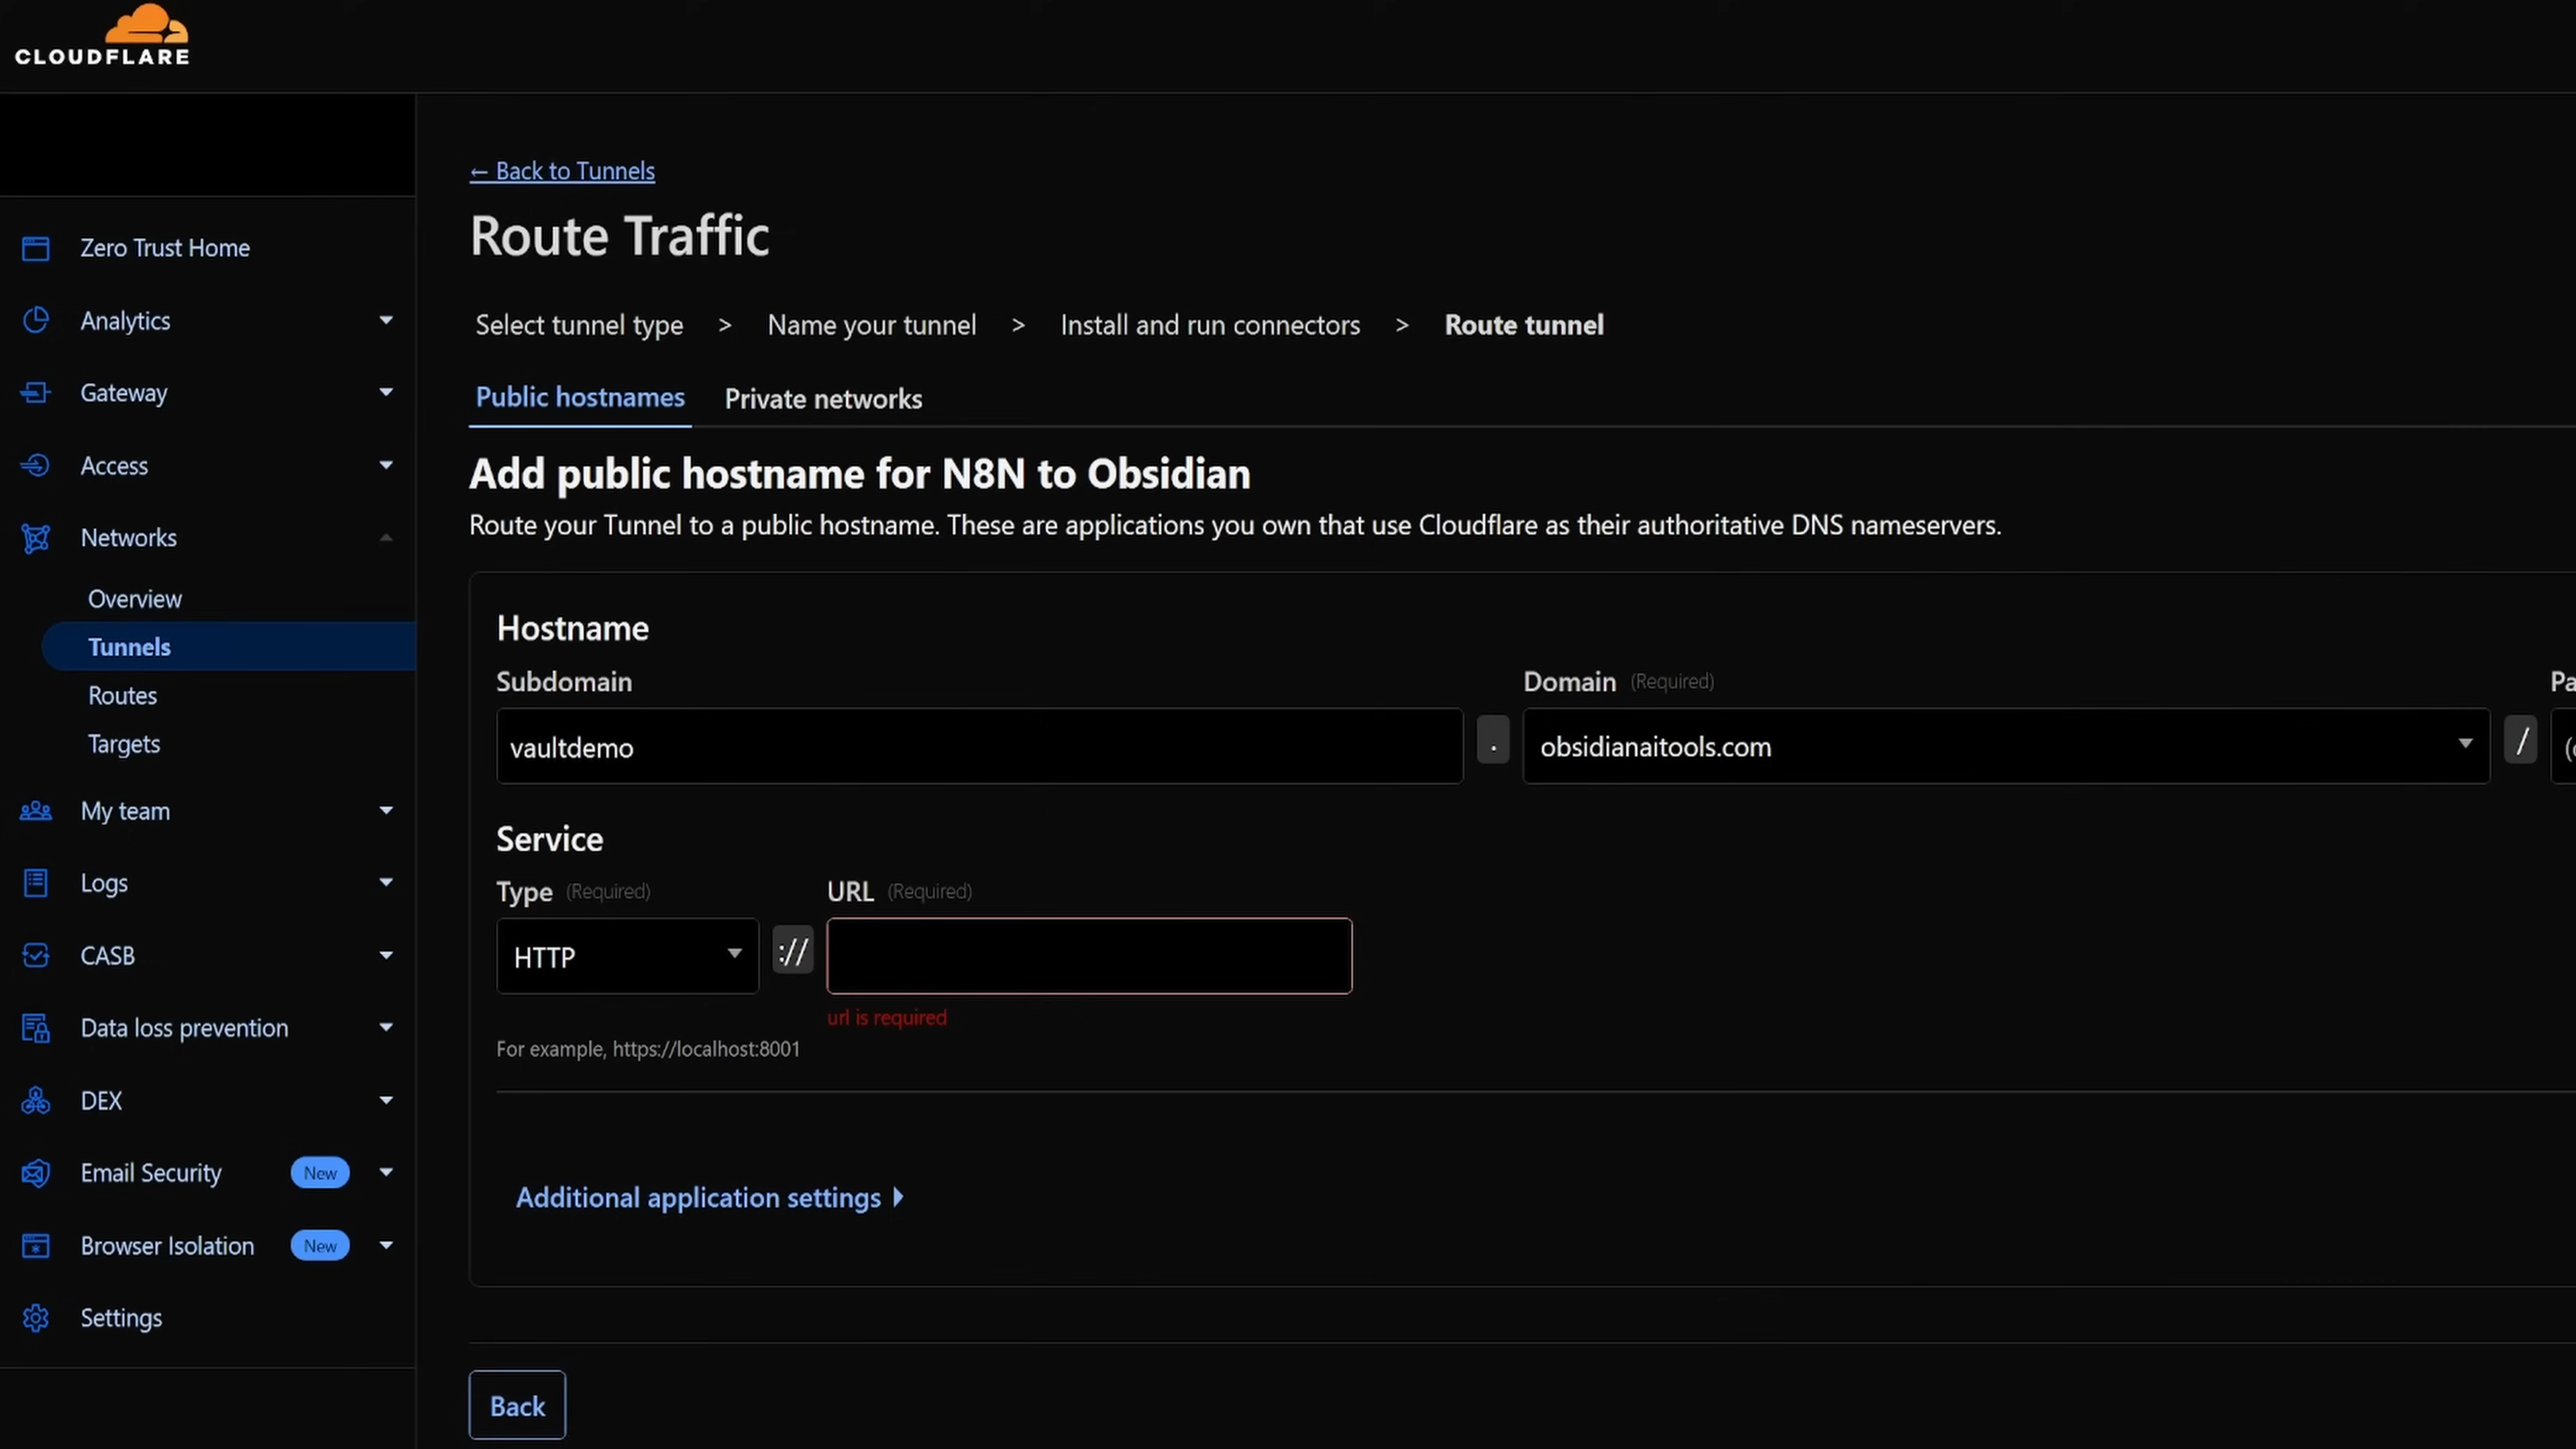 CLOUDFLARE
Zero Trust Home
Analytics
Gateway
Access
Networks
Overview
Tunnels
Routes
Targets
My team
Logs
CASB
Data loss prevention
DEX
Email Security New
Browser Isolation New
Settings
← Back to Tunnels
Route Traffic
Select tunnel type > Name your tunnel > Install and run connectors > Route tunnel
Public hostnames Private networks
Add public hostname for N8N to Obsidian
Route your Tunnel to a public hostname. These are applications you own that use Cloudflare as their authoritative DNS nameservers.
Hostname
Subdomain Domain (Required)
vaultdemo . obsidianaitools.com /
Service
Type (Required) URL (Required)
HTTP ://
url is required
For example, https://localhost:8001
Additional application settings
Back